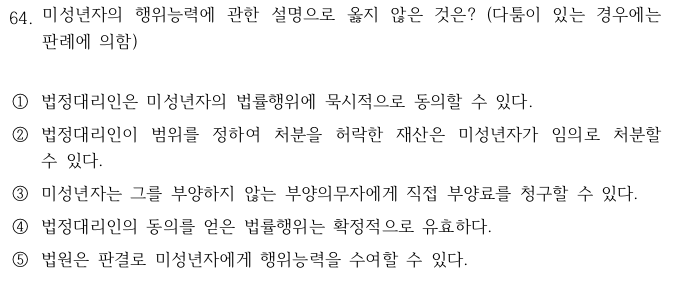 64. 미성년자의 행위능력에 관한 설명으로 옳지 않은 것은? (다툼이 있는 경우에는
판례에 의함)
① 법정대리인은 미성년자의 법률행위에 묵시적으로 동의할 수 있다.
② 법정대리인이 범위를 정하여 처분을 허락한 재산은 미성년자가 임의로 처분할
수 있다.
③ 미성년자는 그를 부양하지 않는 부양의무자에게 직접 부양료를 청구할 수 있다.
④ 법정대리인의 동의를 얻은 법률행위는 확정적으로 유효하다.
⑤ 법원은 판결로 미성년자에게 행위능력을 수여할 수 있다.